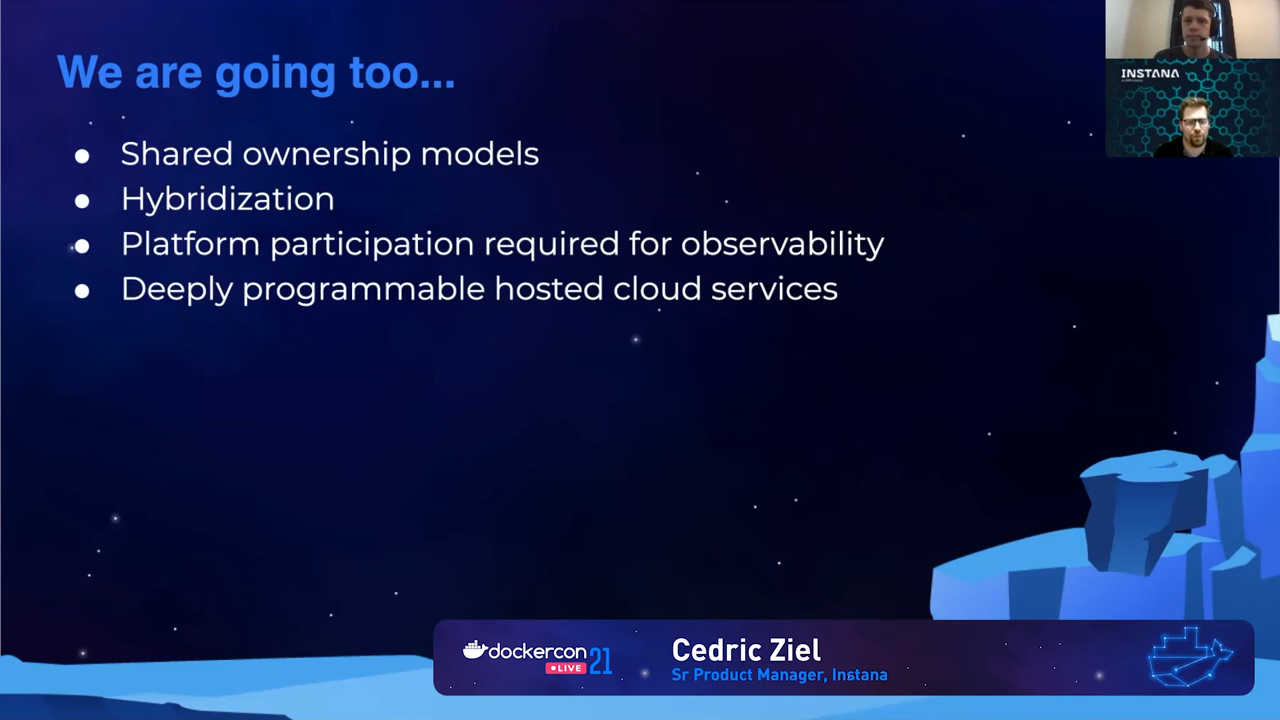 We are going too...
● Shared ownership models
● Hybridization
● Platform participation required for observability
● Deeply programmable hosted cloud services
INSTANA
dockercon
LIVE
21
Cedric Ziel
Sr Product Manager, Instana